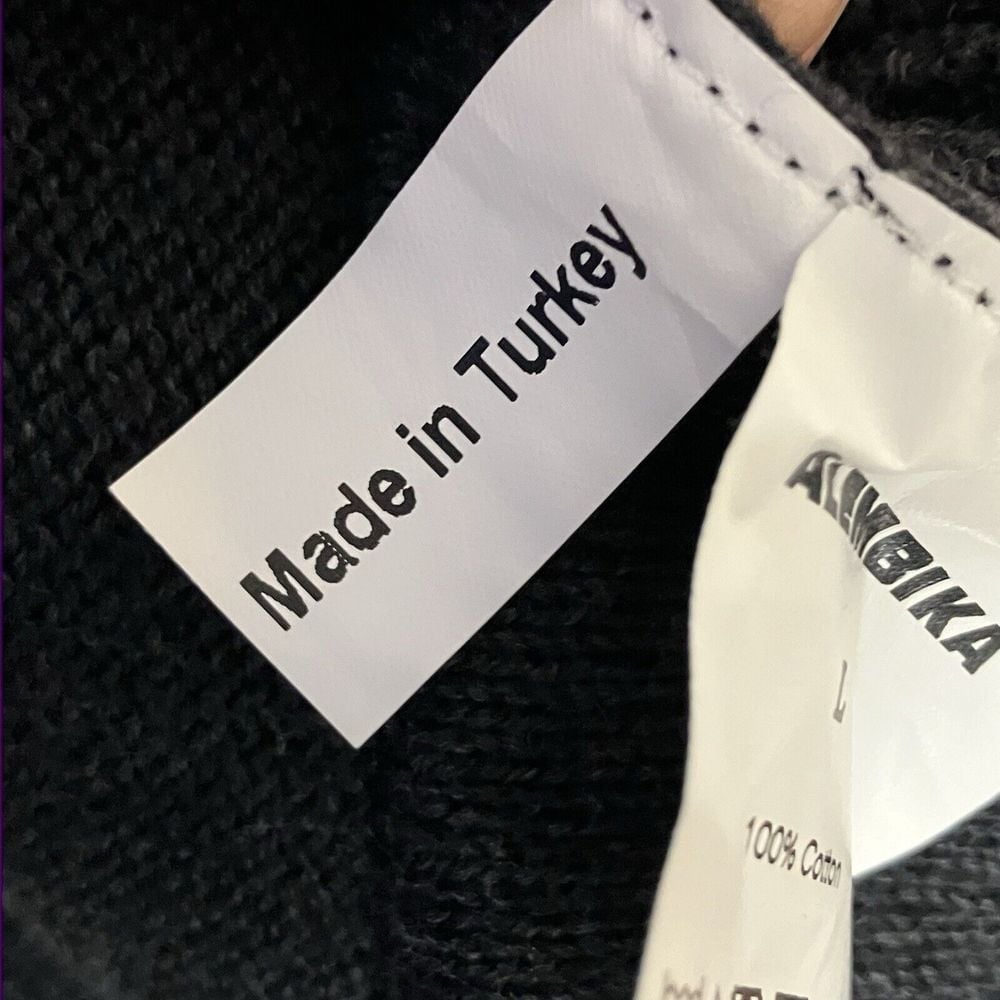 Made in Turkey
ALEMBIKA
L
100% Cotton